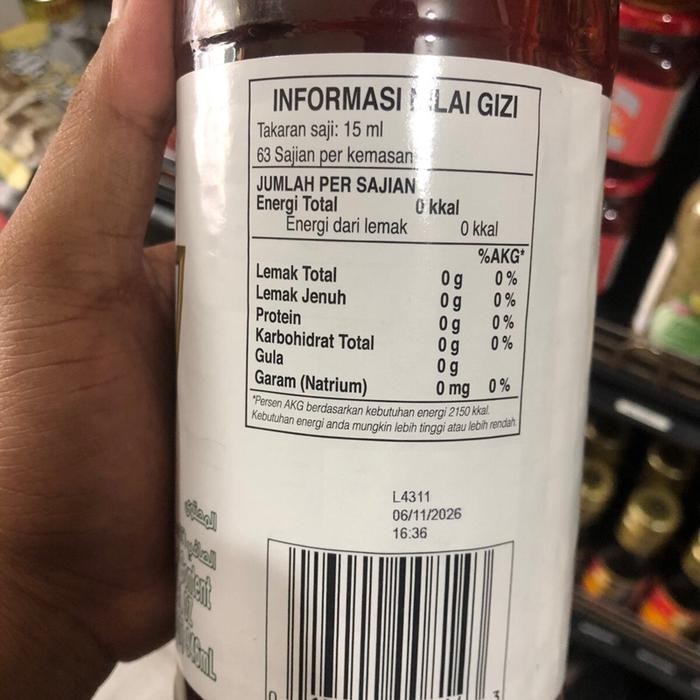 INFORMASI NILAI GIZI
Takaran saji: 15 ml
63 Sajian per kemasan
JUMLAH PER SAJIAN
Energi Total 0 kkal
Energi dari lemak 0 kkal
%AKG*
Lemak Total 0 g 0 %
Lemak Jenuh 0 g 0 %
Protein 0 g 0 %
Karbohidrat Total 0 g 0 %
Gula 0 g
Garam (Natrium) 0 mg 0 %
*Persen AKG berdasarkan kebutuhan energi 2150 kkal.
Kebutuhan energi anda mungkin lebih tinggi atau lebih rendah.
L4311
06/11/2026
16:36
المحتوى